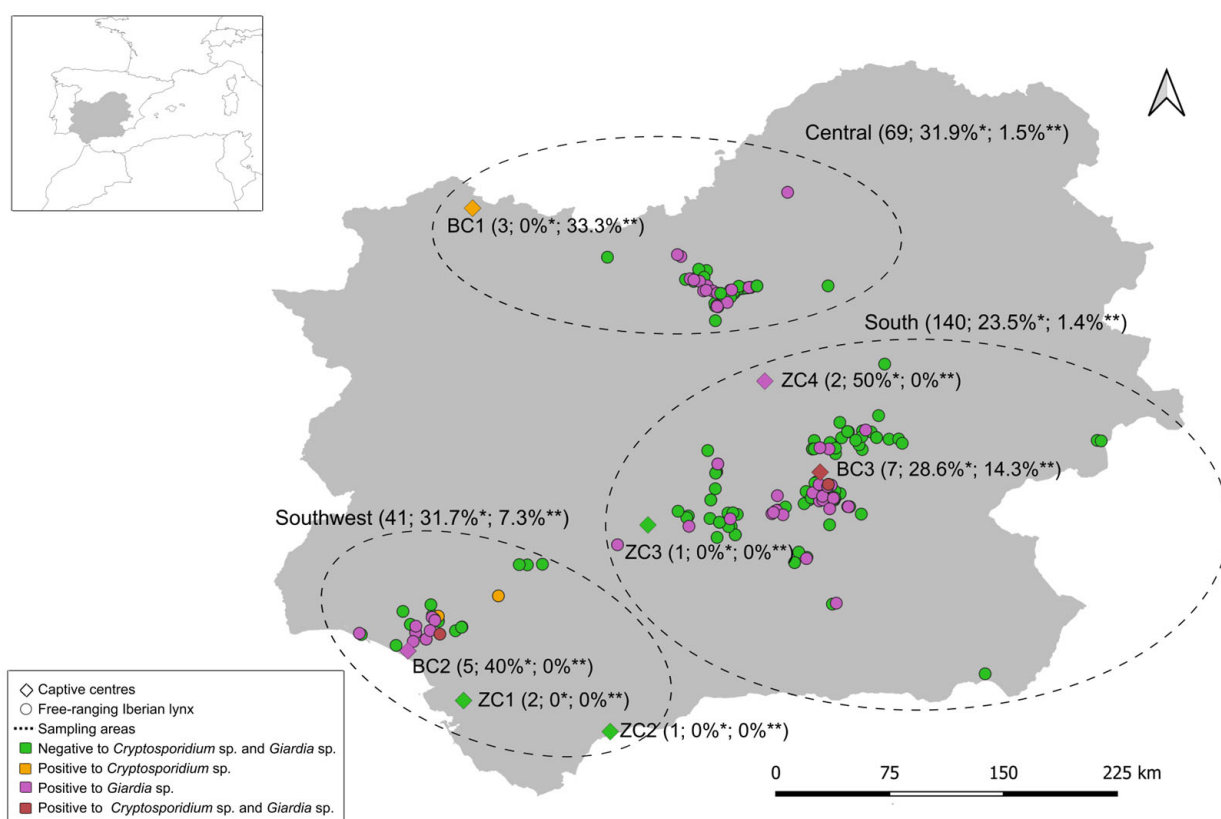 Central (69; 31.9%*; 1.5%**)
BC1 (3; 0%*; 33.3%**)
South (140; 23.5%*; 1.4%**)
ZC4 (2; 50%*; 0%**)
BC3 (7; 28.6%*; 14.3%**)
Southwest (41; 31.7%*; 7.3%**)
ZC3 (1; 0%*; 0%**)
BC2 (5; 40%*; 0%**)
ZC1 (2; 0*; 0%**)
ZC2 (1; 0%*; 0%**)
Captive centres
Free-ranging Iberian lynx
Sampling areas
Negative to Cryptosporidium sp. and Giardia sp.
Positive to Cryptosporidium sp.
Positive to Giardia sp.
Positive to Cryptosporidium sp. and Giardia sp.
0 75 150 225 km